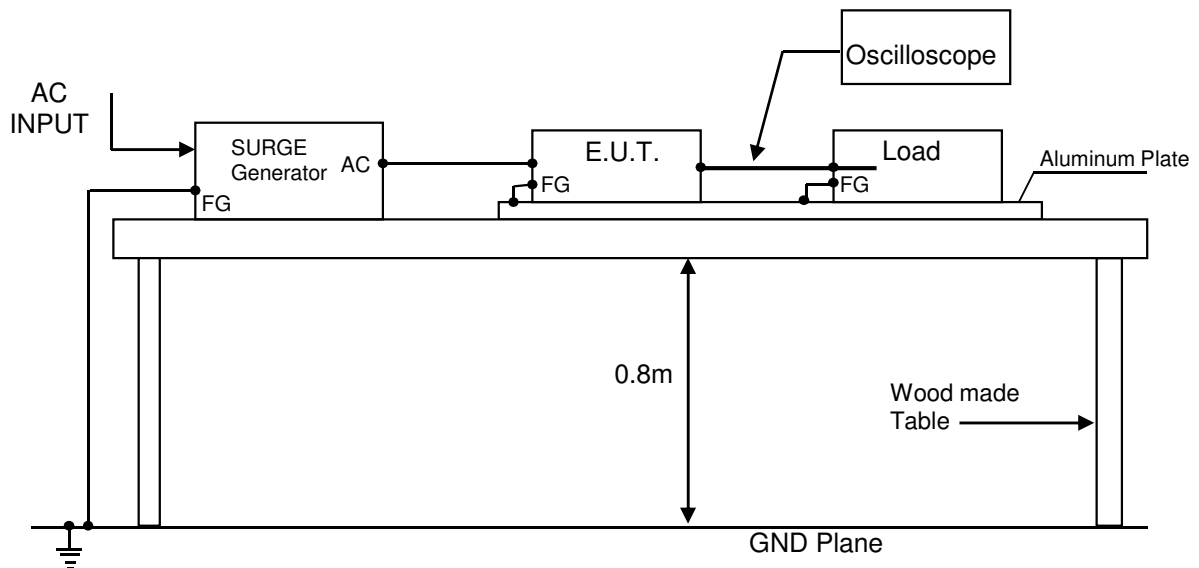 Oscilloscope
AC
INPUT
SURGE
Generator
AC
FG
E.U.T.
FG
Load
FG
Aluminum Plate
0.8m
Wood made
Table
GND Plane